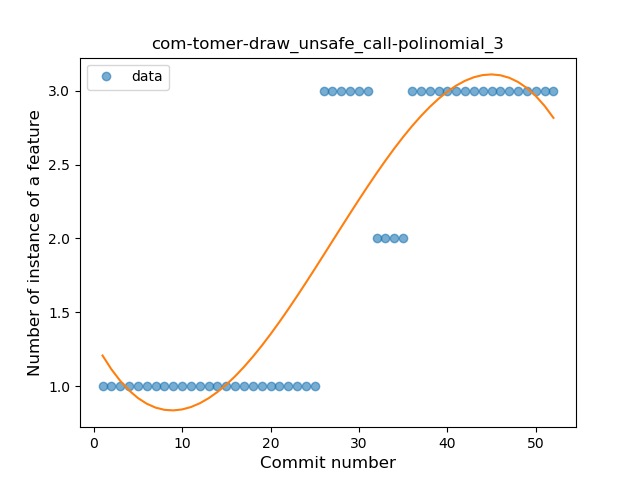 com-tomer-draw_unsafe_call-polinomial_3
data
Number of instance of a feature
3.0
2.5
2.0
1.5
1.0
0
10
20
30
40
50
Commit number